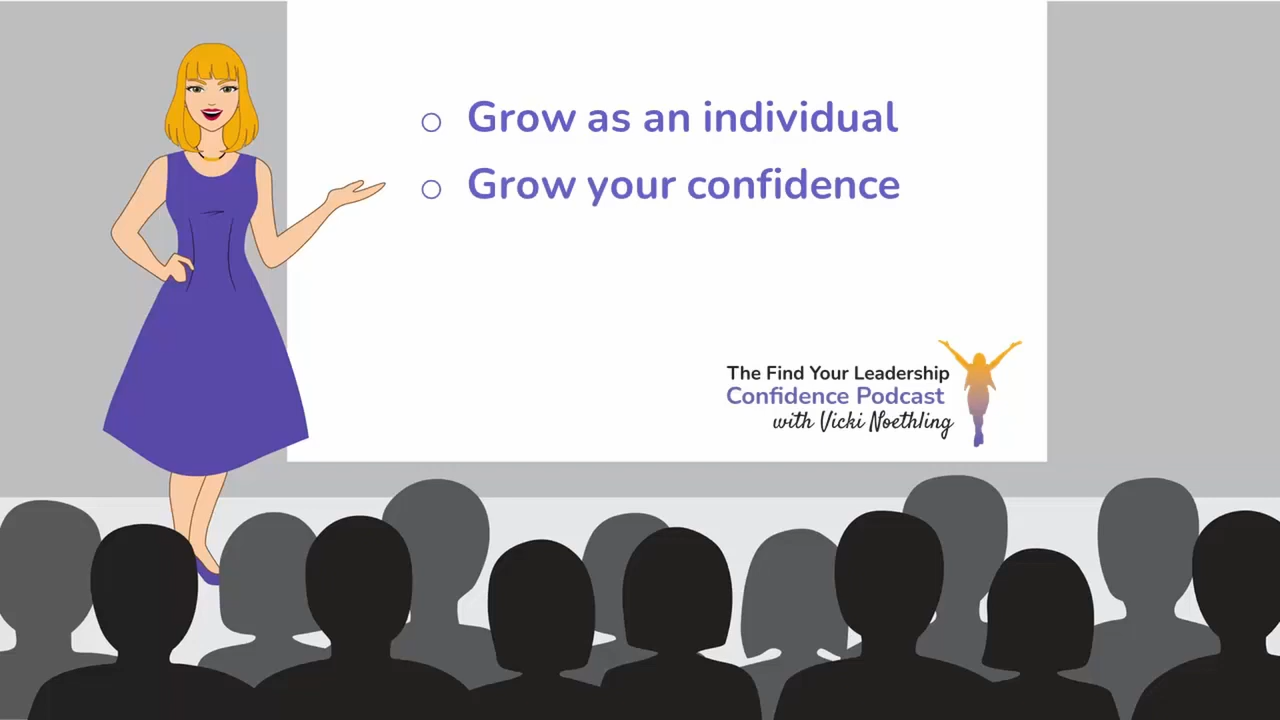 Grow as an individual
Grow your confidence
The Find Your Leadership
Confidence Podcast
with Vicki Noethling